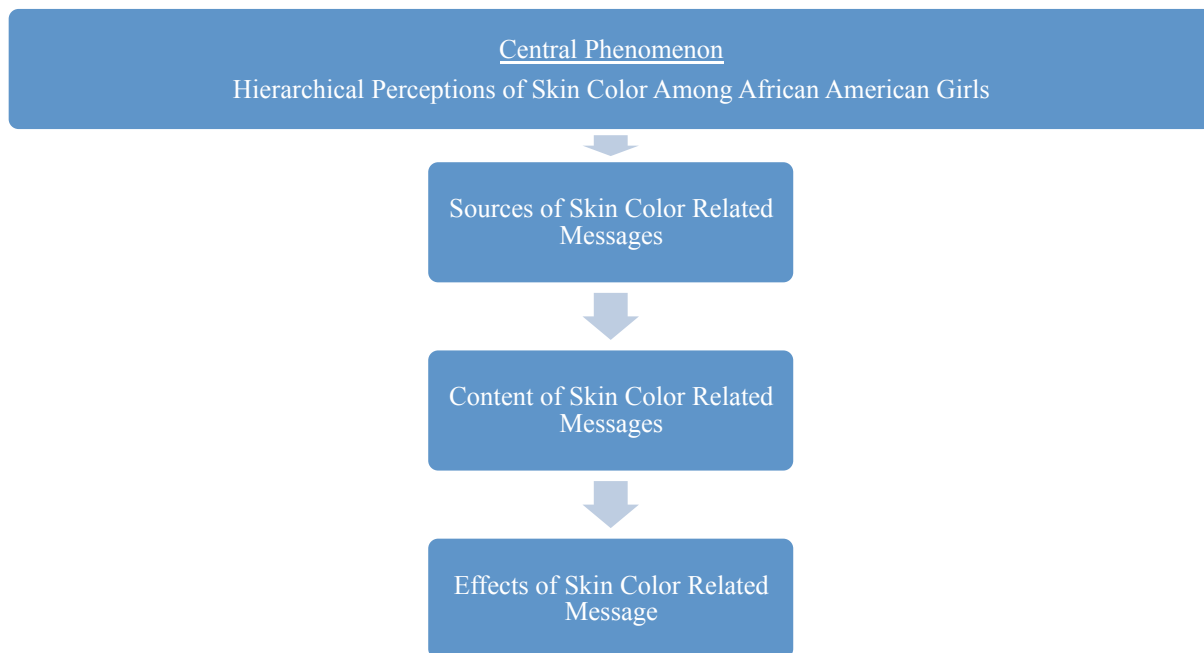 Central Phenomenon
Hierarchical Perceptions of Skin Color Among African American Girls
Sources of Skin Color Related
Messages
Content of Skin Color Related
Messages
Effects of Skin Color Related
Message